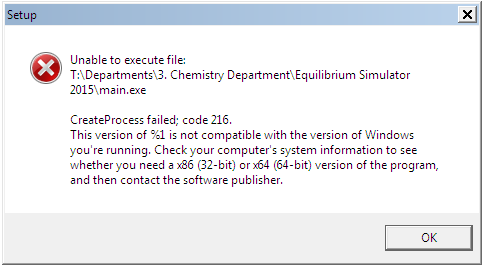 Setup
Unable to execute file:
T:\Departments\3. Chemistry Department\Equilibrium Simulator
2015\main.exe
CreateProcess failed; code 216.
This version of %1 is not compatible with the version of Windows
you're running. Check your computer's system information to see
whether you need a x86 (32-bit) or x64 (64-bit) version of the program,
and then contact the software publisher.
OK